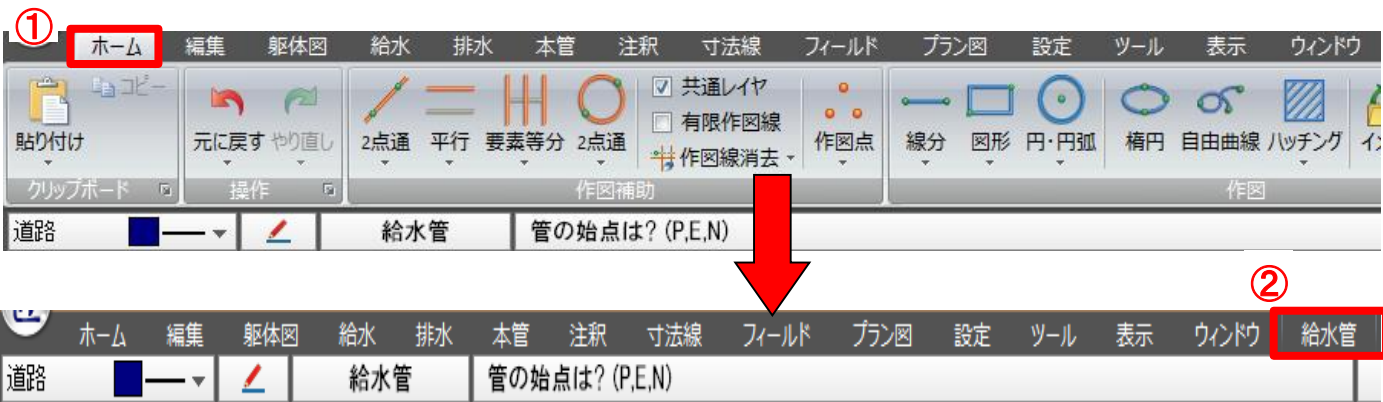 ①
ホーム 編集 躯体図 給水 排水 本管 注釈 寸法線 フィールド プラン図 設定 ツール 表示 ウィンドウ
コピー 共通レイヤ
有限作図線
貼り付け 元に戻す やり直し 2点通 平行 要素等分 2点通 作図線消去 作図点 線分 図形 円・円弧 楕円 自由曲線 ハッチング
クリップボード 操作 作図補助 作図
道路 給水管 管の始点は? (P,E,N)
②
ホーム 編集 躯体図 給水 排水 本管 注釈 寸法線 フィールド プラン図 設定 ツール 表示 ウィンドウ 給水管
道路 給水管 管の始点は? (P,E,N)